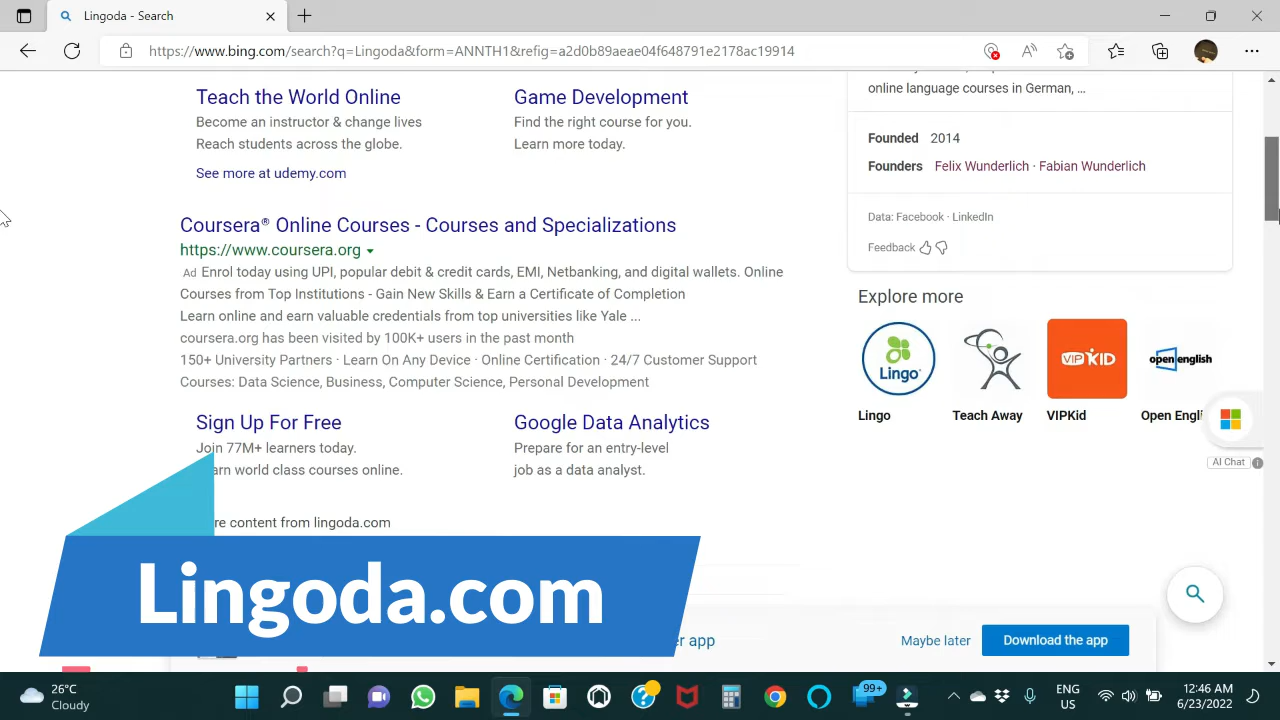 Lingoda - Search
https://www.bing.com/search?q=Lingoda&form=ANNTH1&refig=a2d0b89aeae04f648791e2178ac19914
Teach the World Online
Become an instructor & change lives
Reach students across the globe.
See more at udemy.com
Game Development
Find the right course for you.
Learn more today.
Coursera® Online Courses - Courses and Specializations
https://www.coursera.org
Ad Enrol today using UPI, popular debit & credit cards, EMI, Netbanking, and digital wallets. Online
Courses from Top Institutions - Gain New Skills & Earn a Certificate of Completion
Learn online and earn valuable credentials from top universities like Yale ...
coursera.org has been visited by 100K+ users in the past month
150+ University Partners · Learn On Any Device · Online Certification · 24/7 Customer Support
Courses: Data Science, Business, Computer Science, Personal Development
Sign Up For Free
Join 77M+ learners today.
world class courses online.
Google Data Analytics
Prepare for an entry-level
job as a data analyst.
content from lingoda.com
Lingoda.com
app
Maybe later
Download the app
online language courses in German, ...
Founded 2014
Founders Felix Wunderlich · Fabian Wunderlich
Data: Facebook · LinkedIn
Feedback
Explore more
Lingo
VIPKID
open english
Lingo
Teach Away
VIPKid
Open
AI Chat
26°C
Cloudy
99+
ENG
US
12:46 AM
6/23/2022